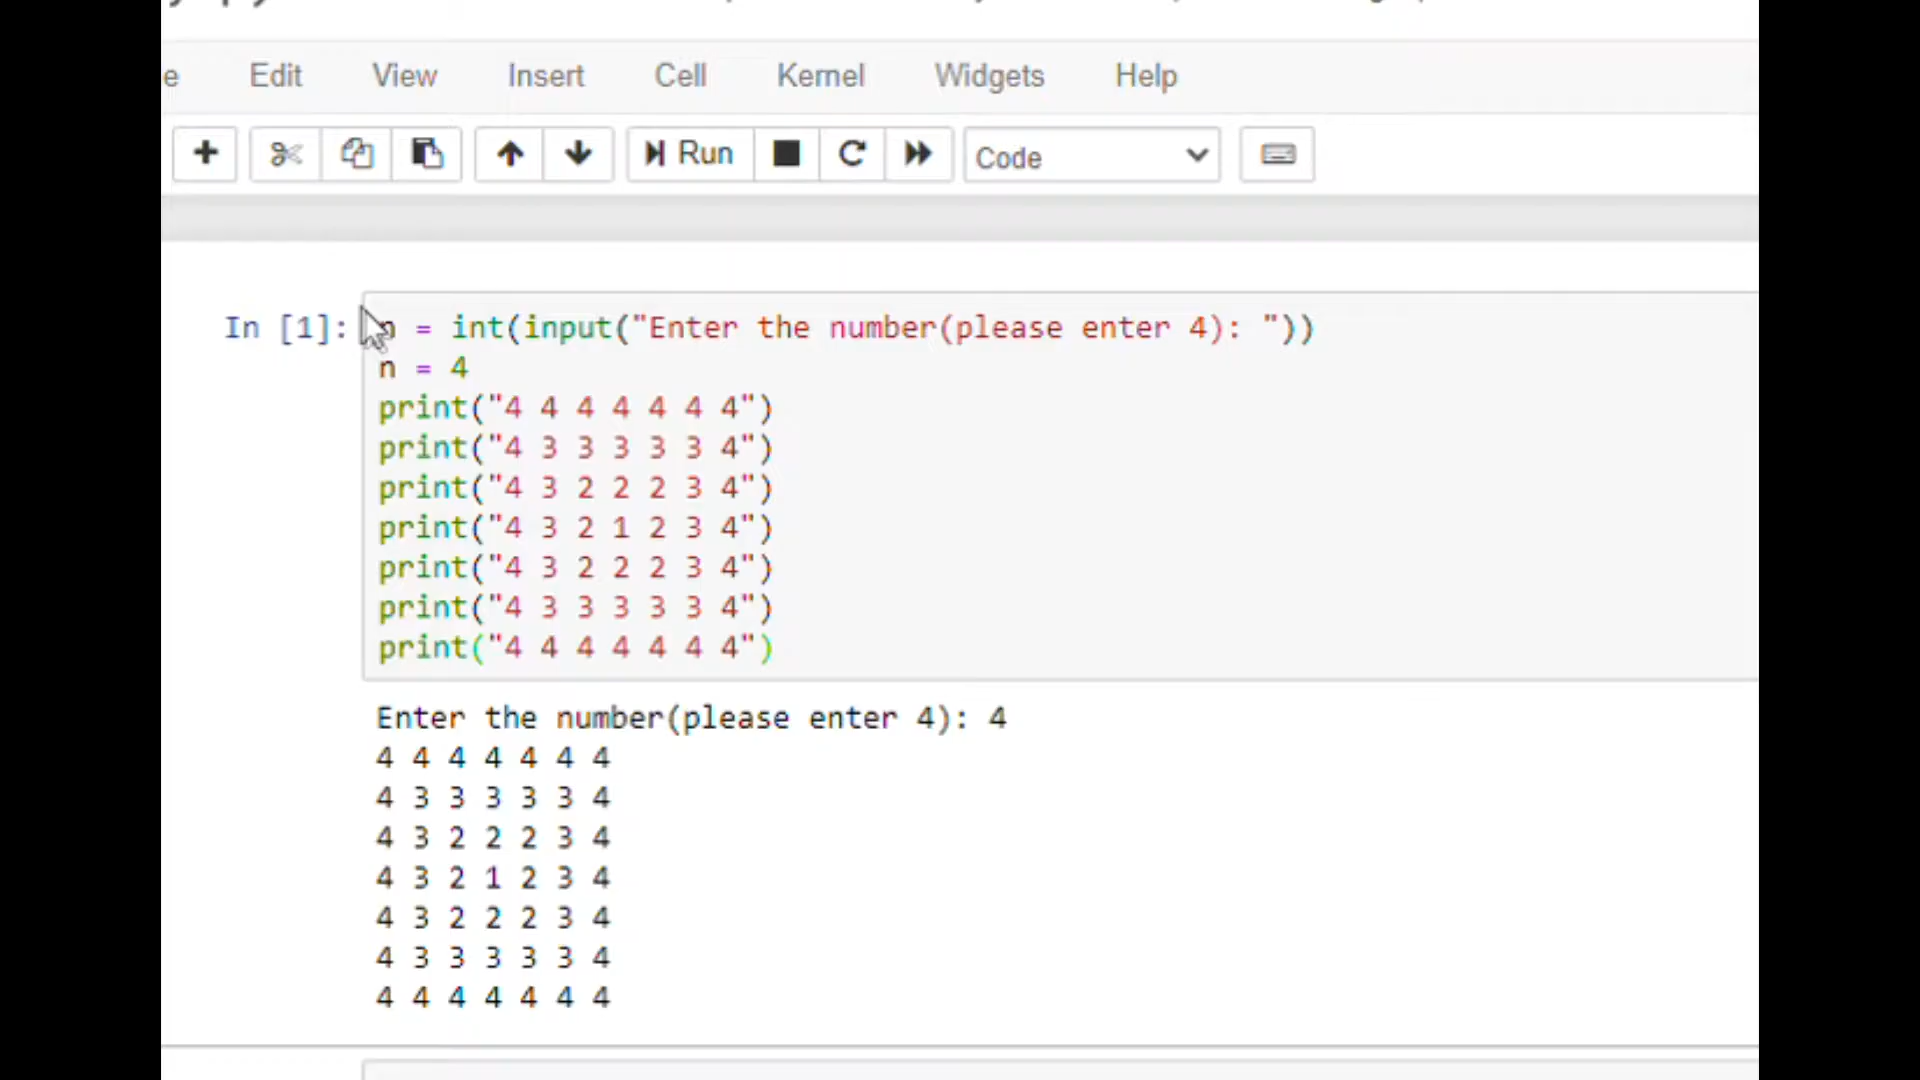 e Edit View Insert Cell Kernel Widgets Help
Run Code
In [1]: n = int(input("Enter the number(please enter 4): "))
n = 4
print("4 4 4 4 4 4 4")
print("4 3 3 3 3 3 4")
print("4 3 2 2 2 3 4")
print("4 3 2 1 2 3 4")
print("4 3 2 2 2 3 4")
print("4 3 3 3 3 3 4")
print("4 4 4 4 4 4 4")
Enter the number(please enter 4): 4
4 4 4 4 4 4 4
4 3 3 3 3 3 4
4 3 2 2 2 3 4
4 3 2 1 2 3 4
4 3 2 2 2 3 4
4 3 3 3 3 3 4
4 4 4 4 4 4 4